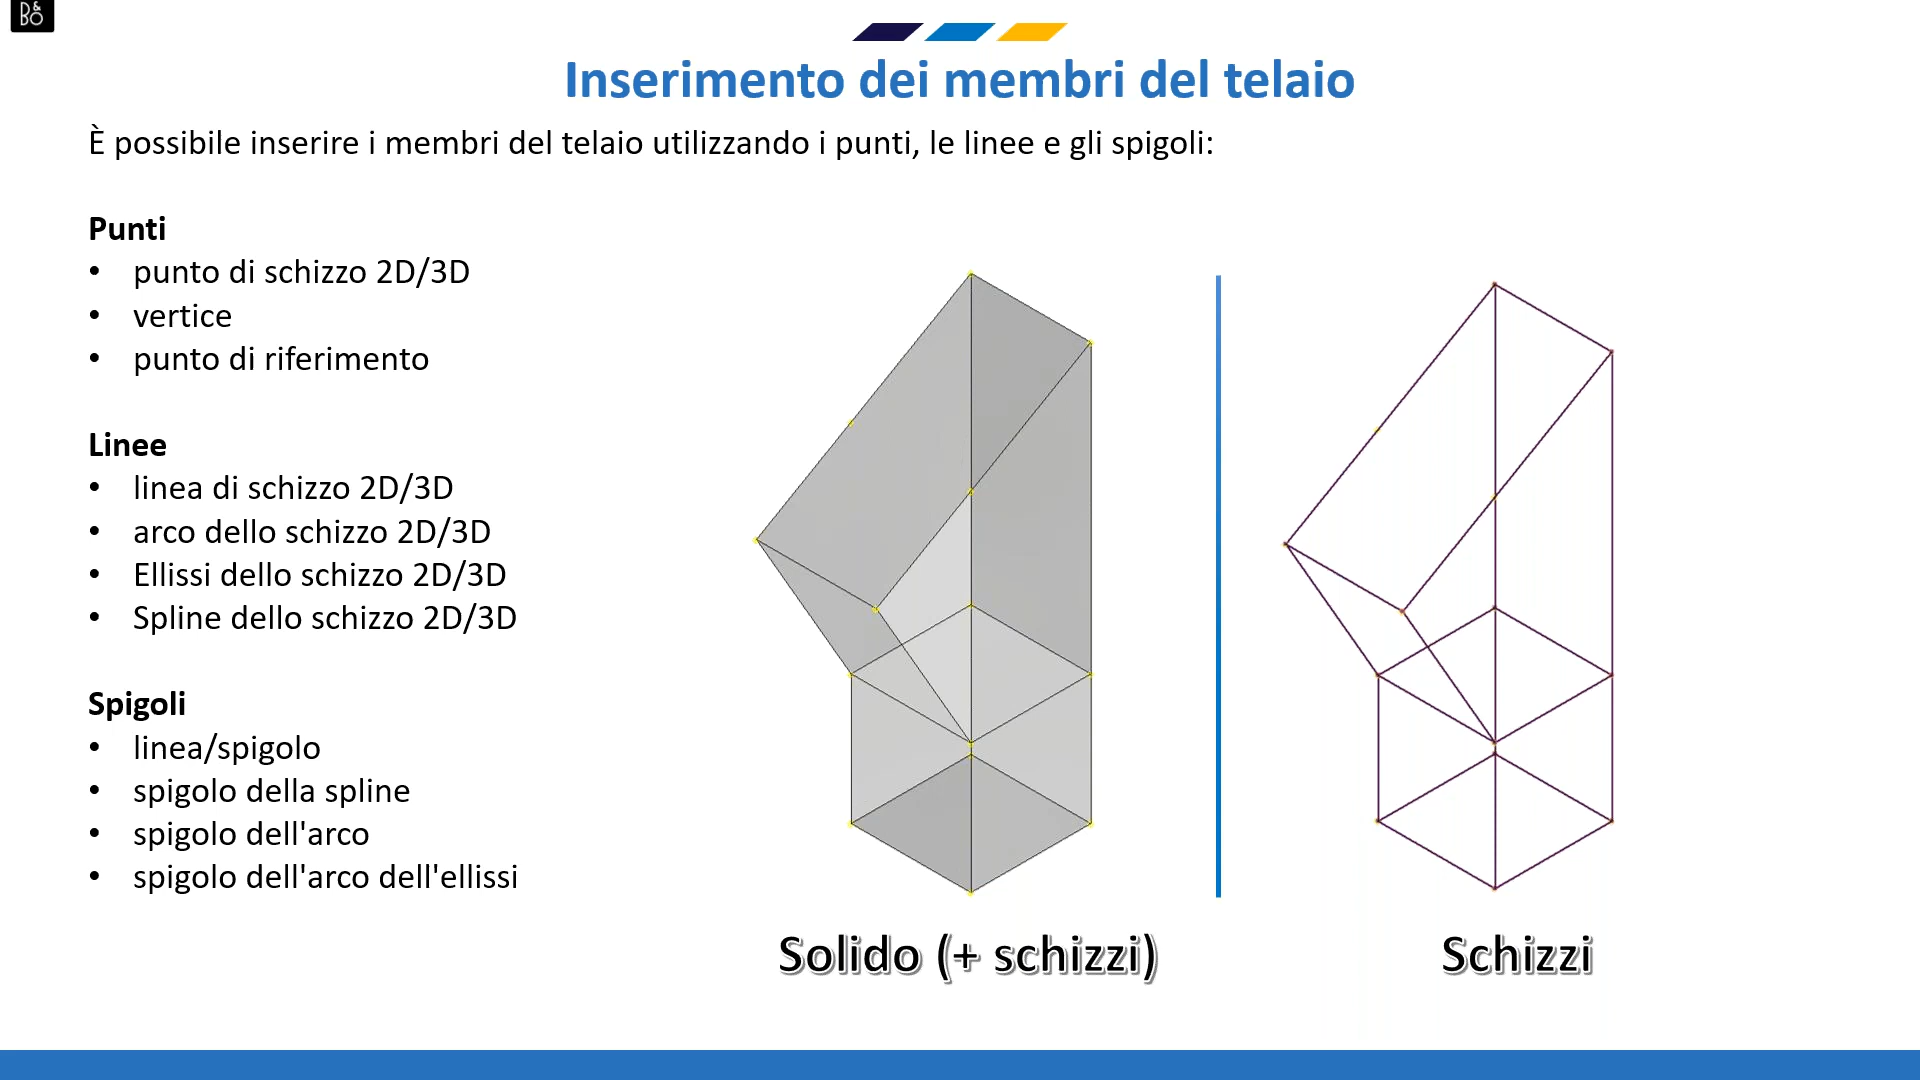 B&O
Inserimento dei membri del telaio
È possibile inserire i membri del telaio utilizzando i punti, le linee e gli spigoli:
Punti
• punto di schizzo 2D/3D
• vertice
• punto di riferimento
Linee
• linea di schizzo 2D/3D
• arco dello schizzo 2D/3D
• Ellissi dello schizzo 2D/3D
• Spline dello schizzo 2D/3D
Spigoli
• linea/spigolo
• spigolo della spline
• spigolo dell'arco
• spigolo dell'arco dell'ellissi
Solido (+ schizzi)
Schizzi